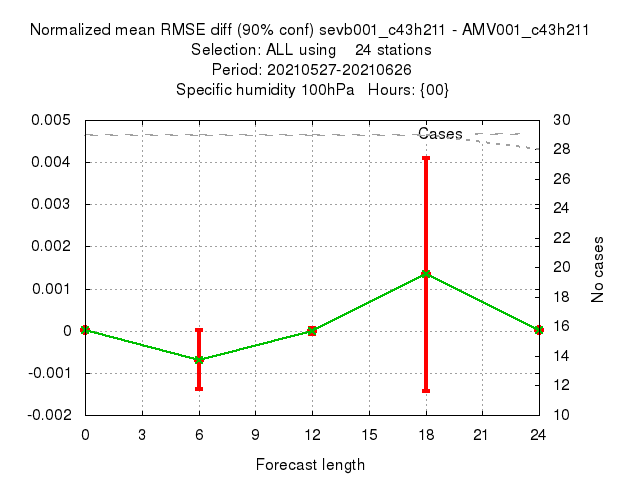 Normalized mean RMSE diff (90% conf) sevb001_c43h211 - AMV001_c43h211
Selection: ALL using    24 stations
Period: 20210527-20210626
Specific humidity 100hPa   Hours: {00}
Cases
0.005
0.004
0.003
0.002
0.001
0
-0.001
-0.002
30
28
26
24
22
20
18
16
14
12
10
No cases
0 3 6 9 12 15 18 21 24
Forecast length